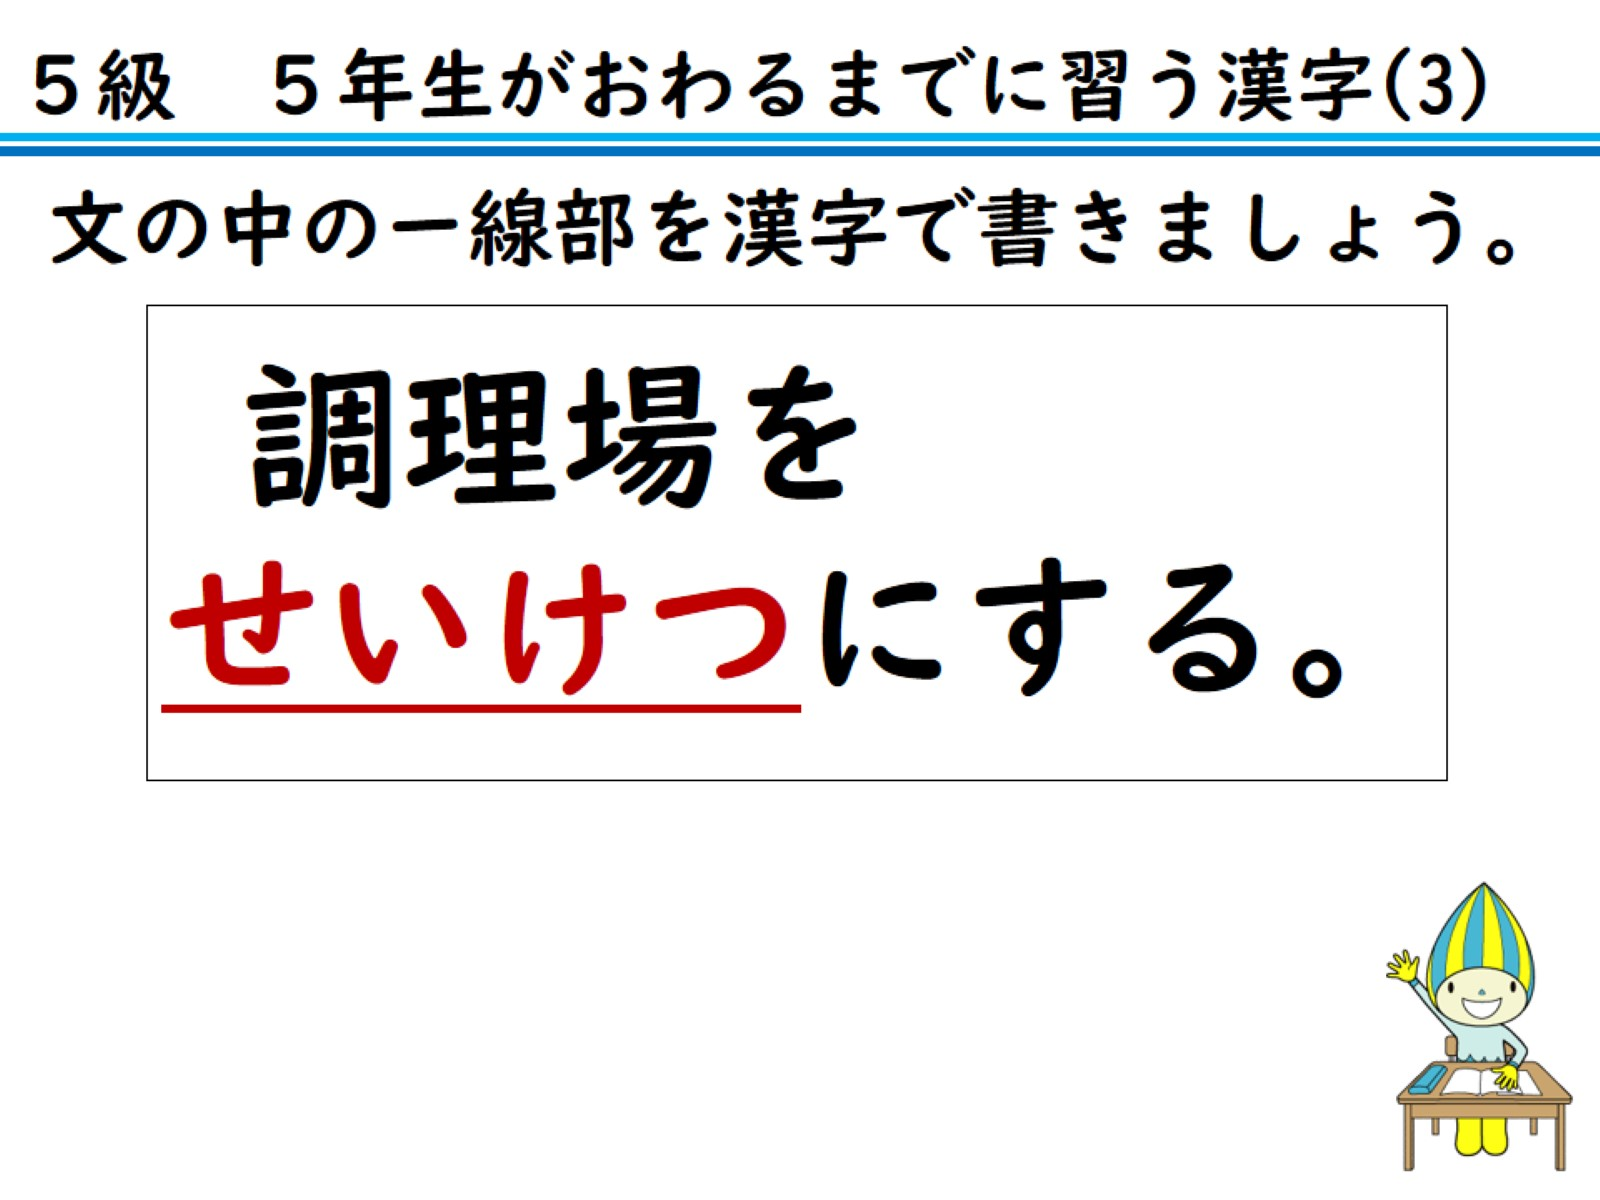 ５級　５年生がおわるまでに習う漢字(3)
文の中の一線部を漢字で書きましょう。
調理場を
せいけつにする。